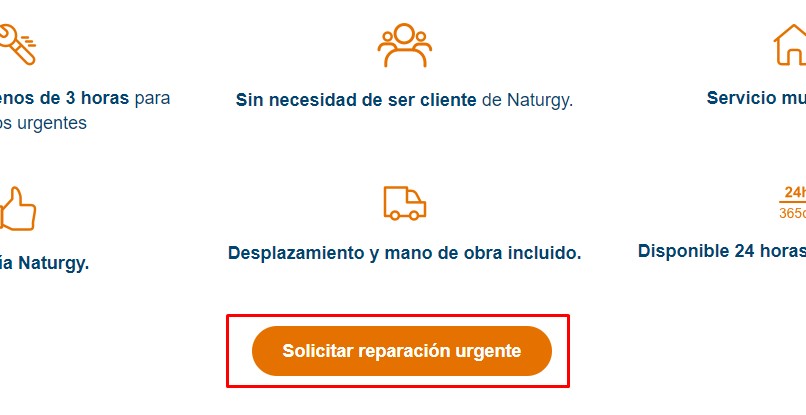 enos de 3 horas para
os urgentes
Sin necesidad de ser cliente de Naturgy.
Servicio mu
ía Naturgy.
Desplazamiento y mano de obra incluido.
24h
365d
Disponible 24 horas
Solicitar reparación urgente